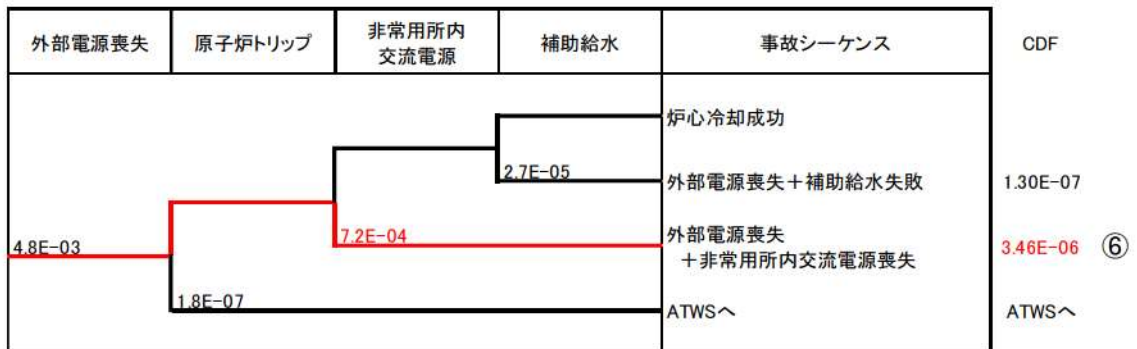 外部電源喪失
原子炉トリップ
非常用所内
交流電源
補助給水
事故シーケンス
CDF
炉心冷却成功
2.7E-05
外部電源喪失+補助給水失敗
1.30E-07
4.8E-03
7.2E-04
外部電源喪失
+非常用所内交流電源喪失
3.46E-06
⑥
1.8E-07
ATWSへ
ATWSへ